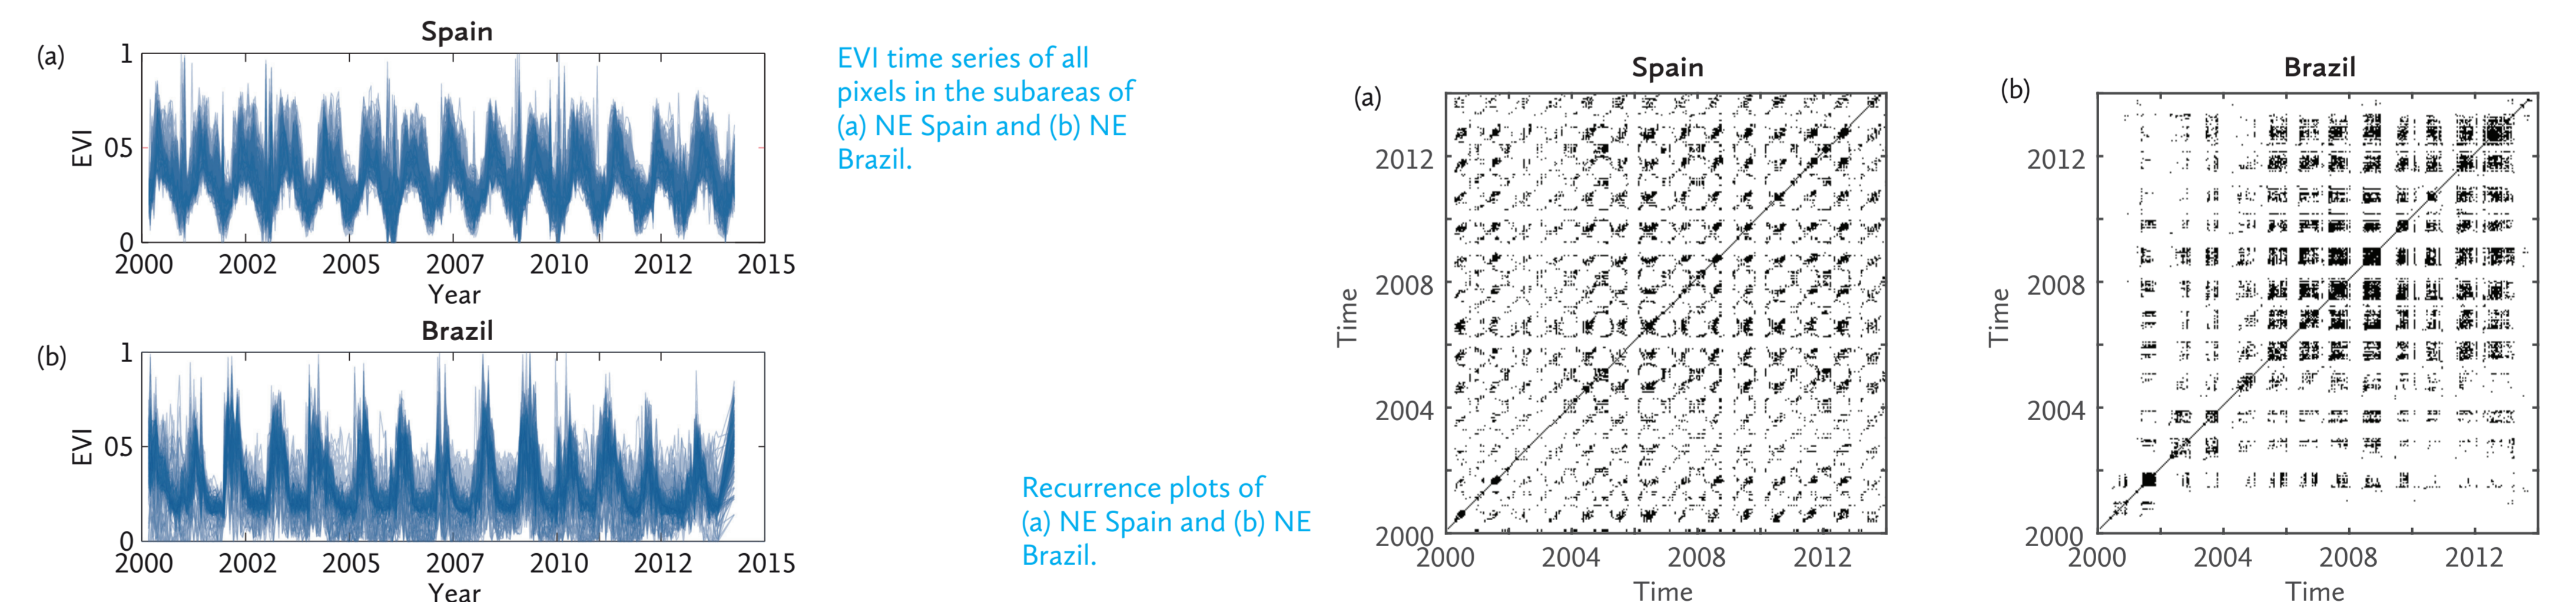 Spain
(a)
1
EVI
05
0
2000 2002 2005 2007 2010 2012 2015
Year
Brazil
(b)
1
EVI
05
0
2000 2002 2005 2007 2010 2012 2015
Year
EVI time series of all
pixels in the subareas of
(a) NE Spain and (b) NE
Brazil.
Recurrence plots of
(a) NE Spain and (b) NE
Brazil.
Spain
(a)
2012
2008
Time
2004
2000
2000 2004 2008 2012
Time
Brazil
(b)
2012
2008
Time
2004
2000
2000 2004 2008 2012
Time